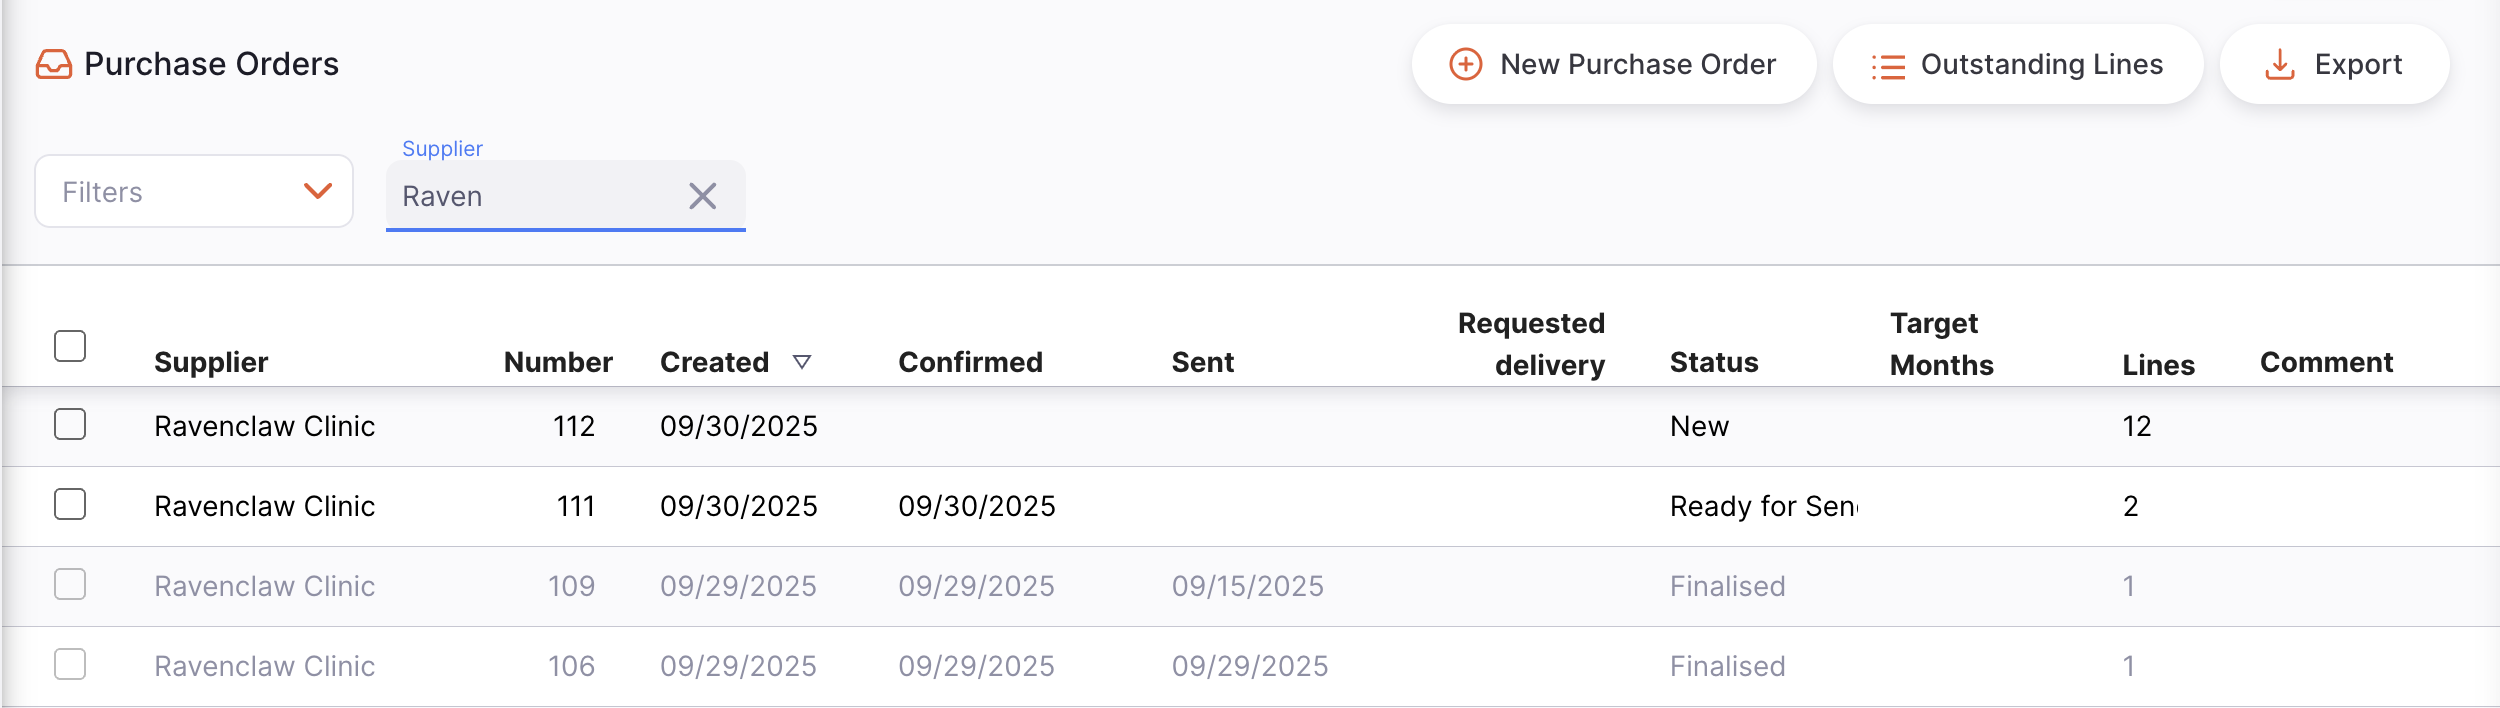 Purchase Orders
New Purchase Order
Outstanding Lines
Export
Filters
Supplier
Raven
Supplier Number Created Confirmed Sent Requested delivery Status Target Months Lines Comment
Ravenclaw Clinic 112 09/30/2025 New 12
Ravenclaw Clinic 111 09/30/2025 09/30/2025 Ready for Sen 2
Ravenclaw Clinic 109 09/29/2025 09/29/2025 09/15/2025 Finalised 1
Ravenclaw Clinic 106 09/29/2025 09/29/2025 09/29/2025 Finalised 1